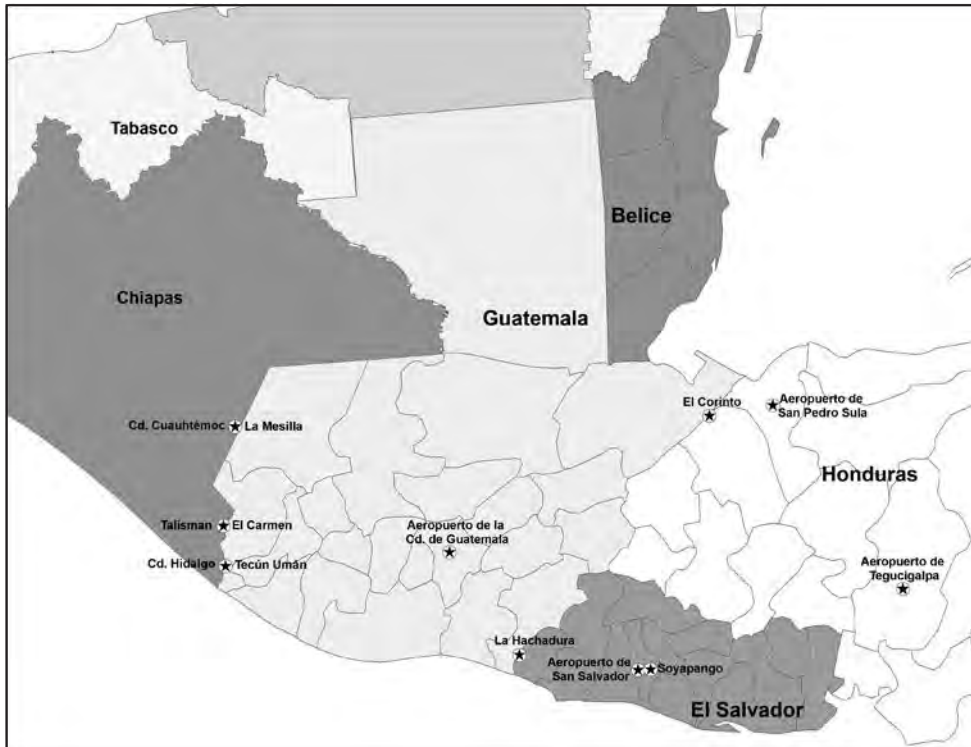 Tabasco
Belice
Chiapas
Guatemala
El Corinto
Aeropuerto de
San Pedro Sula
Cd. Cuauhtémoc
La Mesilla
Honduras
Talisman
El Carmen
Aeropuerto de la
Cd. de Guatemala
Cd. Hidalgo
Tecún Umán
Aeropuerto de
Tegucigalpa
La Hachadura
Aeropuerto de
San Salvador
Soyapango
El Salvador